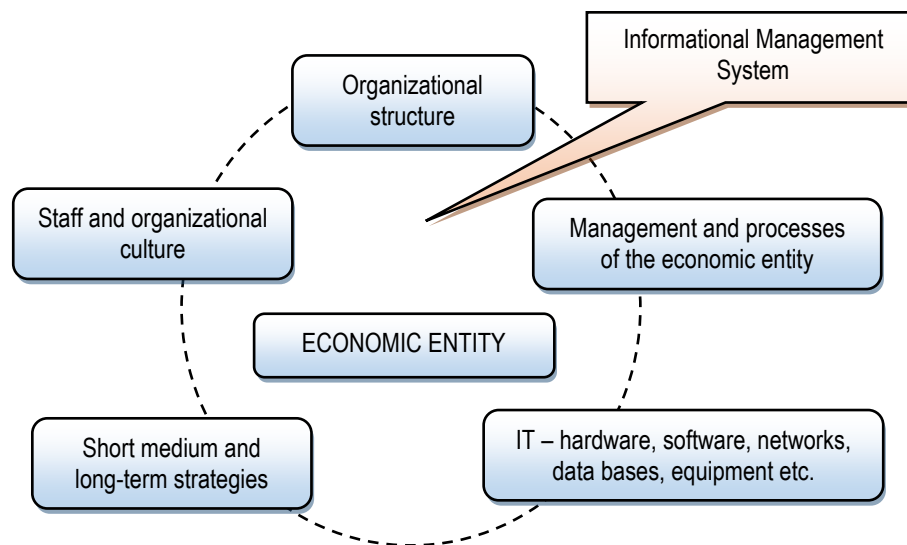 Informational Management
System
Organizational
structure
Staff and organizational
culture
Management and processes
of the economic entity
ECONOMIC ENTITY
Short medium and
long-term strategies
IT – hardware, software, networks,
data bases, equipment etc.